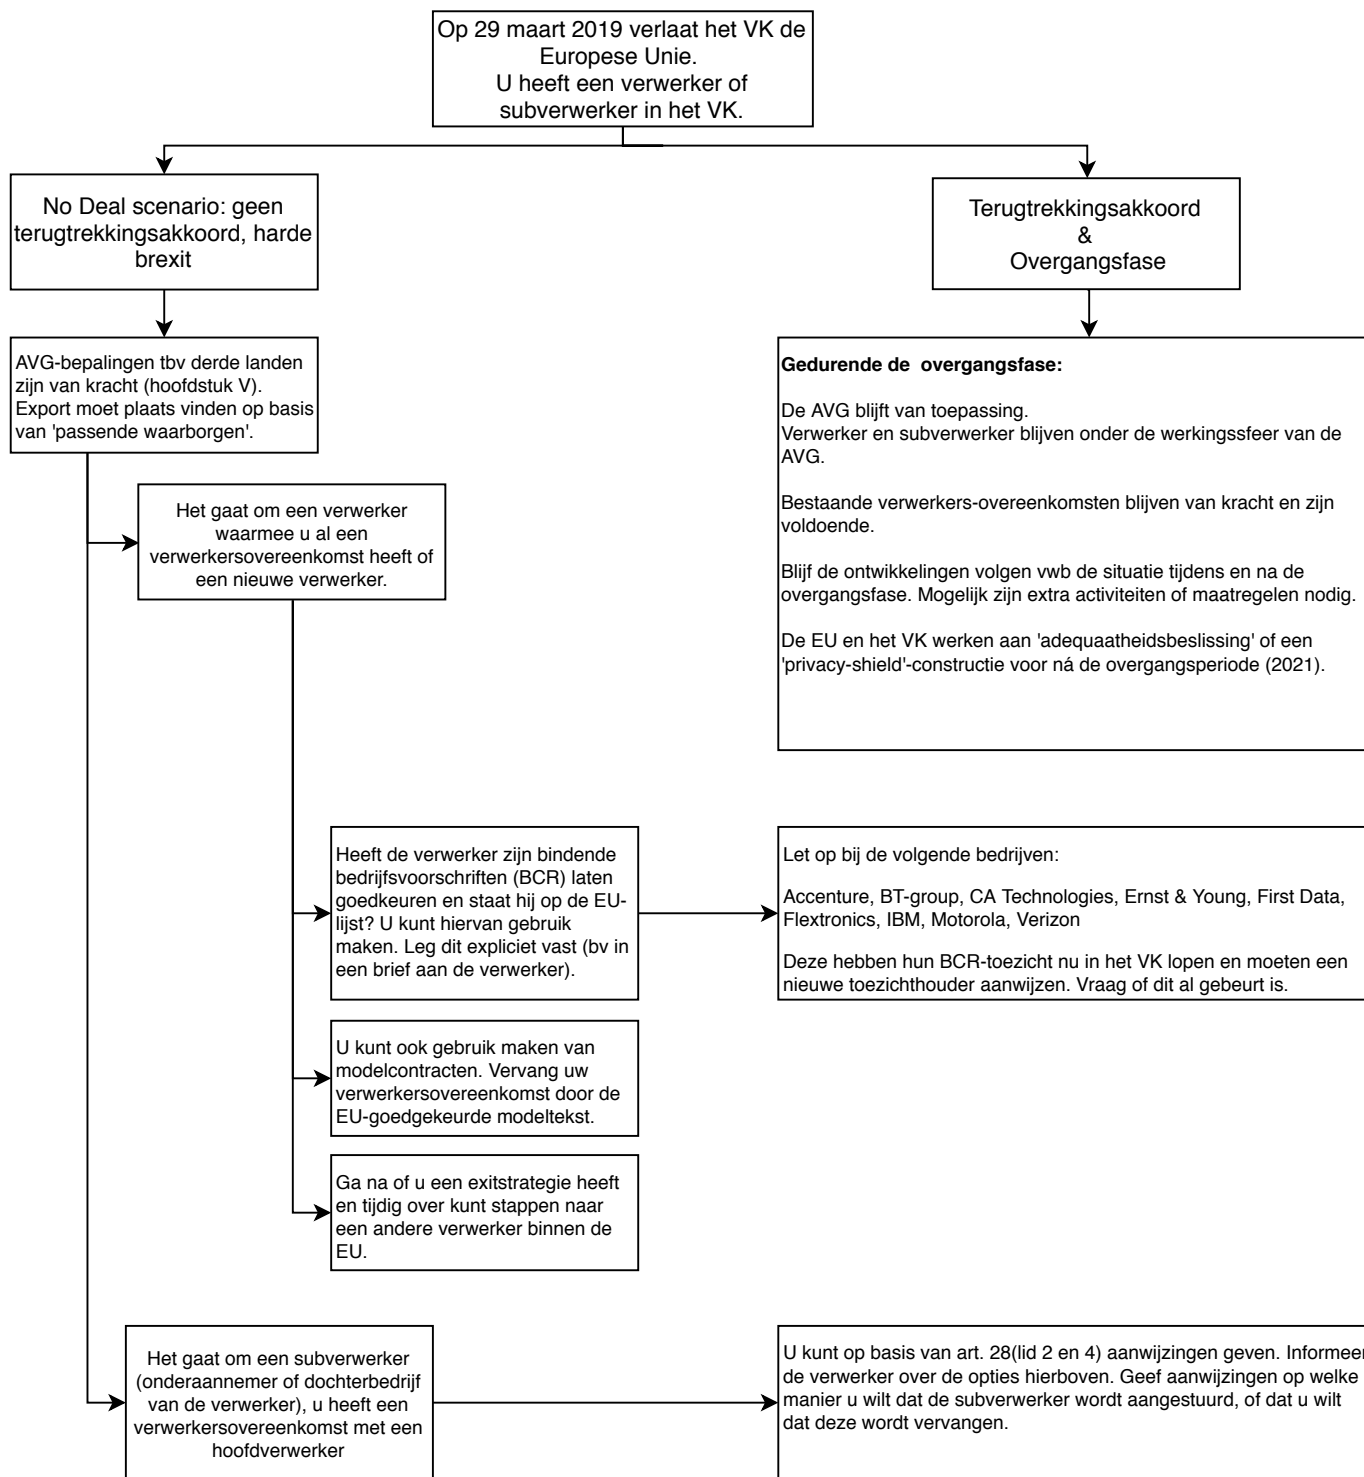 Op 29 maart 2019 verlaat het VK de
Europese Unie.
U heeft een verwerker of
subverwerker in het VK.
No Deal scenario: geen
terugtrekkingsakkoord, harde
brexit
Terugtrekkingsakkoord
&
Overgangsfase
AVG-bepalingen tbv derde landen
zijn van kracht (hoofdstuk V).
Export moet plaats vinden op basis
van 'passende waarborgen'.
Gedurende de overgangsfase:
De AVG blijft van toepassing.
Verwerker en subverwerker blijven onder de werkingssfeer van de
AVG.
Bestaande verwerkers-overeenkomsten blijven van kracht en zijn
voldoende.
Blijf de ontwikkelingen volgen vwb de situatie tijdens en na de
overgangsfase. Mogelijk zijn extra activiteiten of maatregelen nodig.
De EU en het VK werken aan 'adequaatheidsbeslissing' of een
'privacy-shield'-constructie voor ná de overgangsperiode (2021).
Het gaat om een verwerker
waarmee u al een
verwerkersovereenkomst heeft of
een nieuwe verwerker.
Heeft de verwerker zijn bindende
bedrijfsvoorschriften (BCR) laten
goedkeuren en staat hij op de EU-
lijst? U kunt hiervan gebruik
maken. Leg dit expliciet vast (bv in
een brief aan de verwerker).
Let op bij de volgende bedrijven:
Accenture, BT-group, CA Technologies, Ernst & Young, First Data,
Flextronics, IBM, Motorola, Verizon
Deze hebben hun BCR-toezicht nu in het VK lopen en moeten een
nieuwe toezichthouder aanwijzen. Vraag of dit al gebeurt is.
U kunt ook gebruik maken van
modelcontracten. Vervang uw
verwerkersovereenkomst door de
EU-goedgekeurde modeltekst.
Ga na of u een exitstrategie heeft
en tijdig over kunt stappen naar
een andere verwerker binnen de
EU.
Het gaat om een subverwerker
(onderaannemer of dochterbedrijf
van de verwerker), u heeft een
verwerkersovereenkomst met een
hoofdverwerker
U kunt op basis van art. 28(lid 2 en 4) aanwijzingen geven. Informeer
de verwerker over de opties hierboven. Geef aanwijzingen op welke
manier u wilt dat de subverwerker wordt aangestuurd, of dat u wilt
dat deze wordt vervangen.